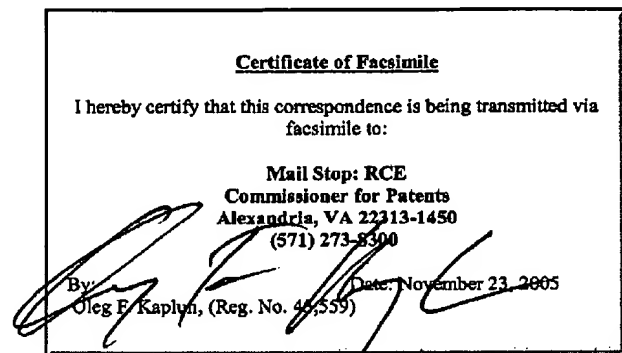 Certificate of Facsimile
I hereby certify that this correspondence is being transmitted via
facsimile to:
Mail Stop: RCE
Commissioner for Patents
Alexandria, VA 22313-1450
(571) 273-8300
By: Date: November 23, 2005
Oleg F. Kaplun, (Reg. No. 45,559)